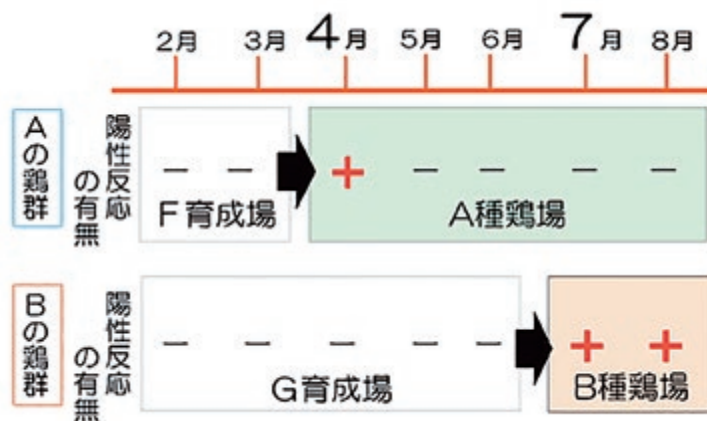 2月 3月 4月 5月 6月 7月 8月
Aの鶏群
陽性反応
の有無
− − + − − − −
F育成場 A種鶏場
Bの鶏群
陽性反応
の有無
− − − − − + +
G育成場 B種鶏場